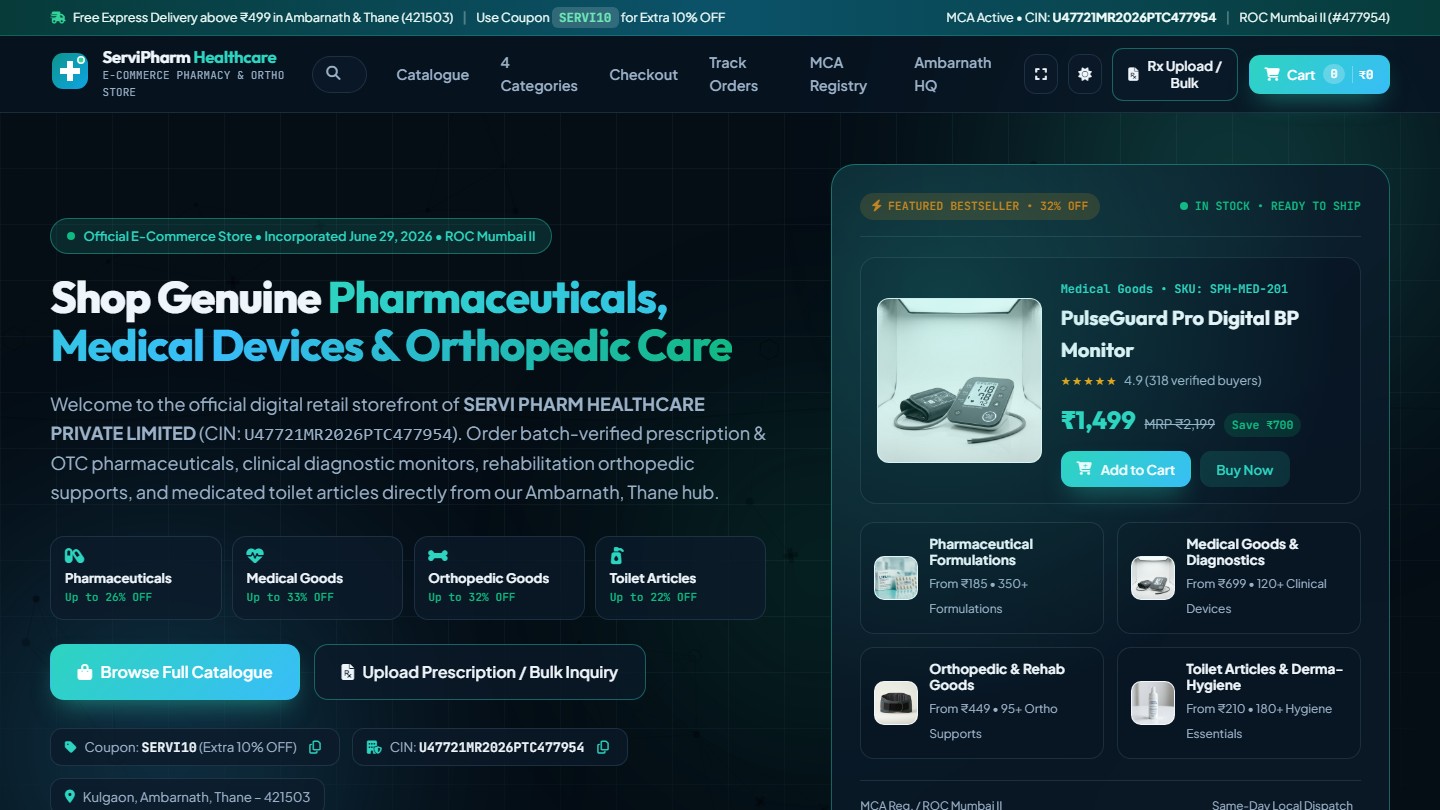 Free Express Delivery above ₹499 in Ambarnath & Thane (421503) | Use Coupon SERVI10 for Extra 10% OFF
MCA Active • CIN: U47721MR2026PTC477954 | ROC Mumbai II (#477954)
ServiPharm Healthcare
E-COMMERCE PHARMACY & ORTHO
STORE
Catalogue
4
Categories
Checkout
Track
Orders
MCA
Registry
Ambarnath
HQ
Rx Upload /
Bulk
Cart 0 | ₹0
Official E-Commerce Store • Incorporated June 29, 2026 • ROC Mumbai II
Shop Genuine Pharmaceuticals,
Medical Devices & Orthopedic Care
Welcome to the official digital retail storefront of SERVI PHARM HEALTHCARE
PRIVATE LIMITED (CIN: U47721MR2026PTC477954). Order batch-verified prescription &
OTC pharmaceuticals, clinical diagnostic monitors, rehabilitation orthopedic
supports, and medicated toilet articles directly from our Ambarnath, Thane hub.
Pharmaceuticals
Up to 26% OFF
Medical Goods
Up to 33% OFF
Orthopedic Goods
Up to 32% OFF
Toilet Articles
Up to 22% OFF
Browse Full Catalogue
Upload Prescription / Bulk Inquiry
Coupon: SERVI10 (Extra 10% OFF)
CIN: U47721MR2026PTC477954
Kulgaon, Ambarnath, Thane – 421503
FEATURED BESTSELLER • 32% OFF
IN STOCK • READY TO SHIP
Medical Goods • SKU: SPH-MED-201
PulseGuard Pro Digital BP
Monitor
★★★★★ 4.9 (318 verified buyers)
₹1,499 MRP ₹2,199 Save ₹700
Add to Cart
Buy Now
Pharmaceutical
Formulations
From ₹185 • 350+
Formulations
Medical Goods &
Diagnostics
From ₹699 • 120+ Clinical
Devices
Orthopedic & Rehab
Goods
From ₹449 • 95+ Ortho
Supports
Toilet Articles & Derma-
Hygiene
From ₹210 • 180+ Hygiene
Essentials
MCA Reg. / ROC Mumbai II
Same-Day Local Dispatch